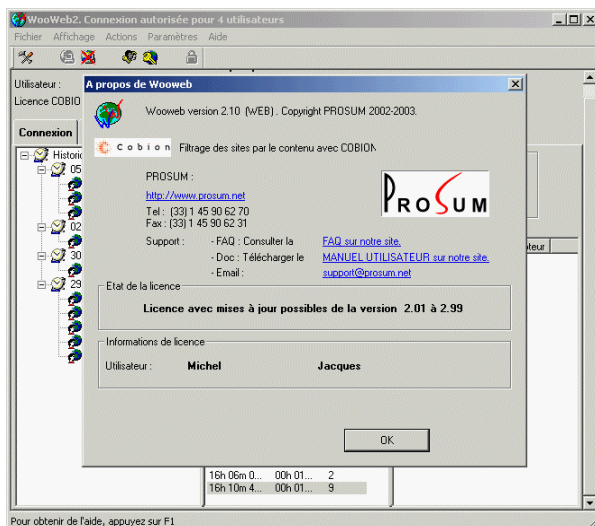 WooWeb2. Connexion autorisée pour 4 utilisateurs
Fichier Affichage Actions Paramètres Aide
Utilisateur :
Licence COBIO
Connexion
Historic
05
02
30
29
ateur
A propos de Wooweb
Wooweb version 2.10 (WEB) . Copyright PROSUM 2002-2003.
Cobion Filtrage des sites par le contenu avec COBION
PROSUM :
http://www.prosum.net
PROSUM
Tel : (33) 1 45 90 62 70
Fax : (33) 1 45 90 62 31
Support : - FAQ : Consulter la FAQ sur notre site.
- Doc : Télécharger le MANUEL UTILISATEUR sur notre site.
- Email : support@prosum.net
Etat de la licence
Licence avec mises à jour possibles de la version 2.01 à 2.99
Informations de licence
Utilisateur : Michel Jacques
OK
16h 06m 0... 00h 01... 2
16h 10m 4... 00h 01... 9
Pour obtenir de l'aide, appuyez sur F1